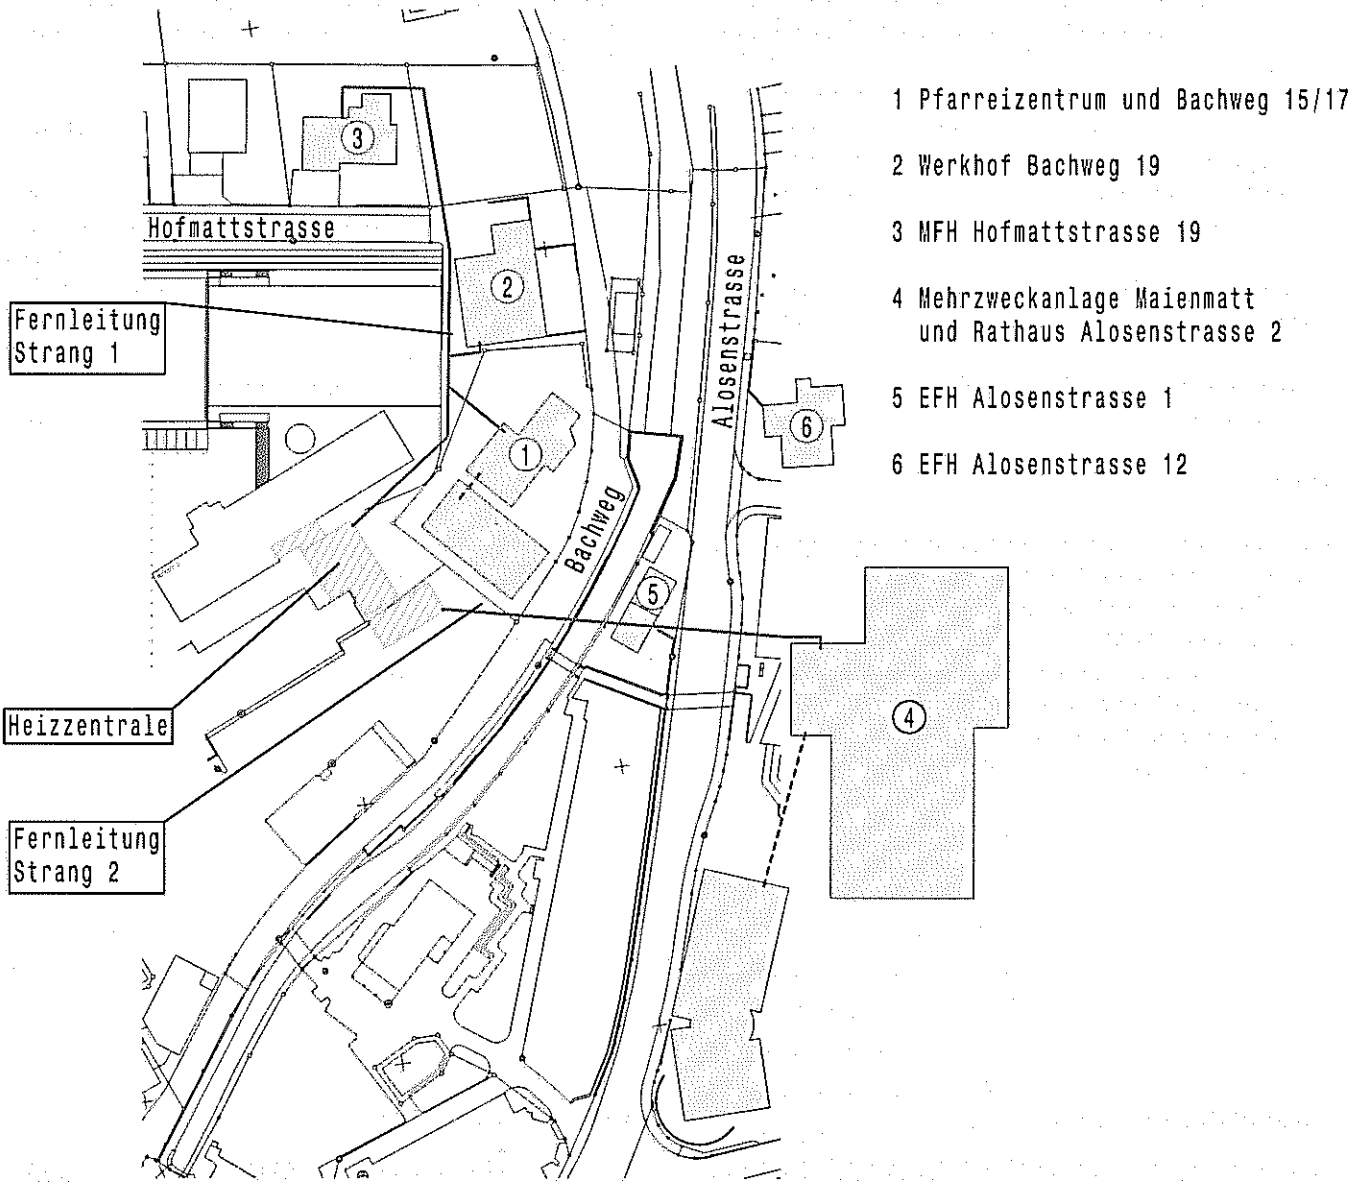 1 Pfarreizentrum und Bachweg 15/17
2 Werkhof Bachweg 19
3 MFH Hofmattstrasse 19
4 Mehrzweckanlage Maienmatt
und Rathaus Alosenstrasse 2
5 EFH Alosenstrasse 1
6 EFH Alosenstrasse 12
3
Hofmattstrasse
2
Fernleitung
Strang 1
Alosenstrasse
6
1
Bachweg
5
Heizzentrale
4
Fernleitung
Strang 2